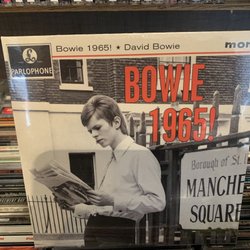 PARLOPHONE
Bowie 1965! ★ David Bowie
mon
BOWIE
1965!
Borough of St.
MANCHE
SQUARE